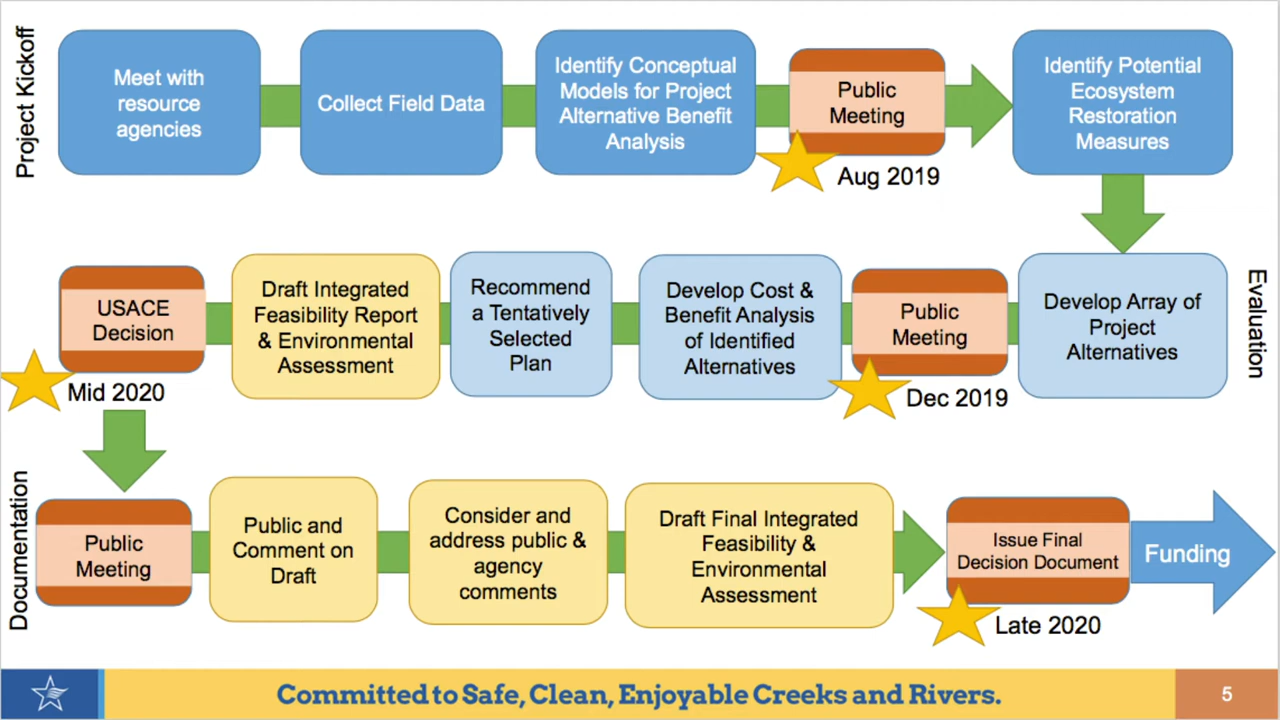 Project Kickoff
Meet with
resource
agencies
Collect Field Data
Identify Conceptual
Models for Project
Alternative Benefit
Analysis
Public
Meeting
Aug 2019
Identify Potential
Ecosystem
Restoration
Measures
Evaluation
Develop Array of
Project
Alternatives
Public
Meeting
Dec 2019
Develop Cost &
Benefit Analysis
of Identified
Alternatives
Recommend
a Tentatively
Selected
Plan
Draft Integrated
Feasibility Report
& Environmental
Assessment
USACE
Decision
Mid 2020
Documentation
Public
Meeting
Public and
Comment on
Draft
Consider and
address public &
agency
comments
Draft Final Integrated
Feasibility &
Environmental
Assessment
Issue Final
Decision Document
Late 2020
Funding
Committed to Safe, Clean, Enjoyable Creeks and Rivers.
5